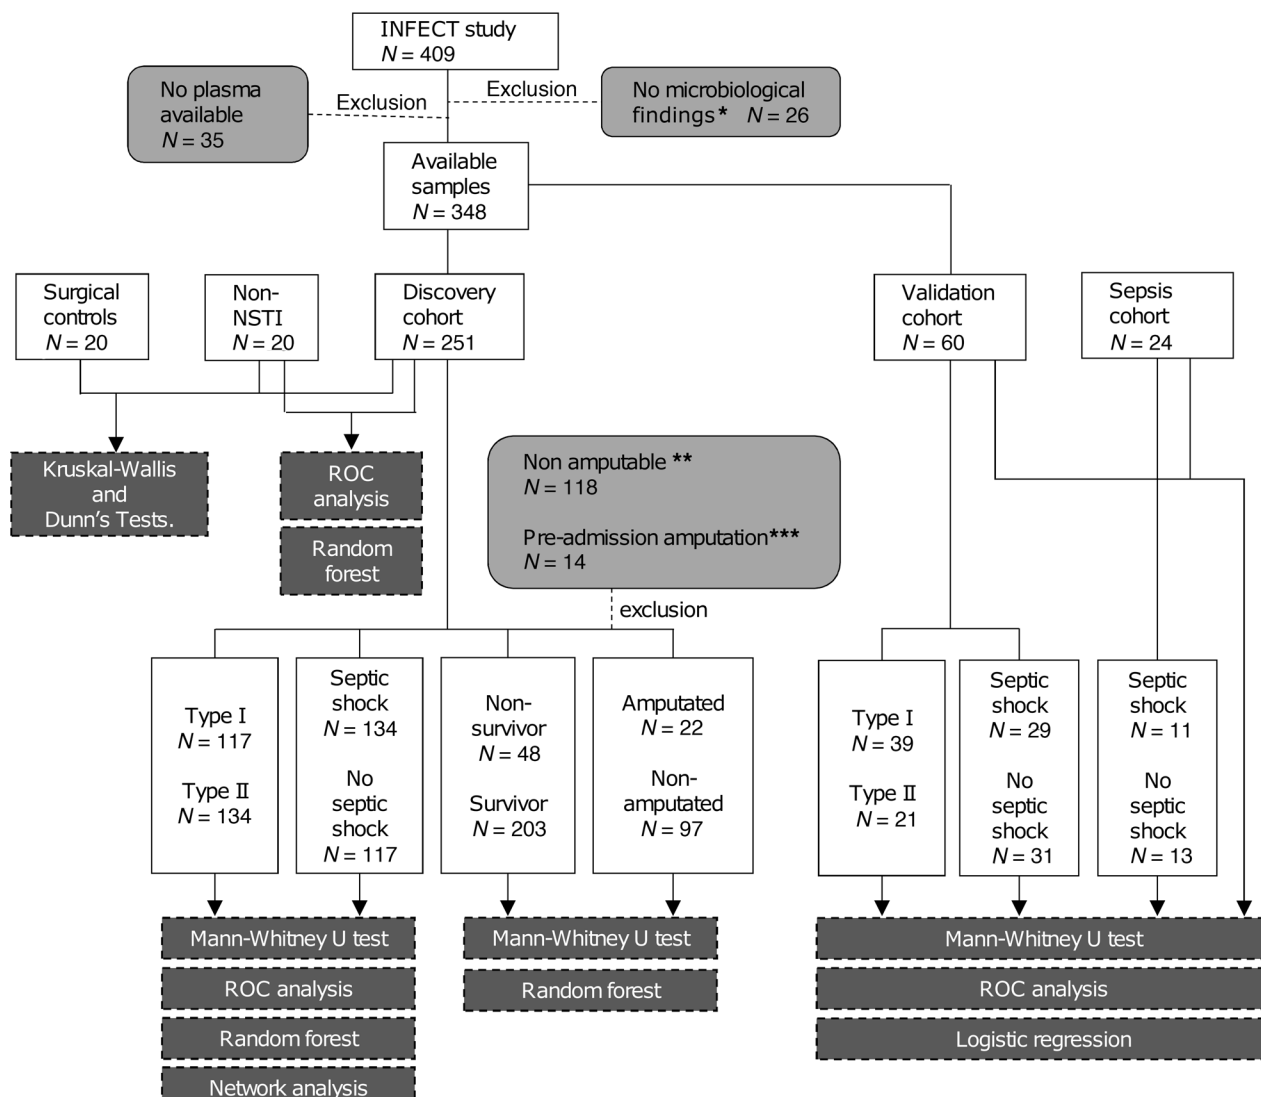 INFECT study
N = 409
No plasma
available
N = 35
Exclusion
Exclusion
No microbiological
findings* N = 26
Available
samples
N = 348
Surgical
controls
N = 20
Non-
NSTI
N = 20
Discovery
cohort
N = 251
Validation
cohort
N = 60
Sepsis
cohort
N = 24
Kruskal-Wallis
and
Dunn's Tests.
ROC
analysis
Random
forest
Non amputable **
N = 118
Pre-admission amputation***
N = 14
exclusion
Type I
N = 117
Type II
N = 134
Septic
shock
N = 134
No
septic
shock
N = 117
Non-
survivor
N = 48
Survivor
N = 203
Amputated
N = 22
Non-
amputated
N = 97
Type I
N = 39
Type II
N = 21
Septic
shock
N = 29
No
septic
shock
N = 31
Septic
shock
N = 11
No
septic
shock
N = 13
Mann-Whitney U test
ROC analysis
Random forest
Network analysis
Mann-Whitney U test
Random forest
Mann-Whitney U test
ROC analysis
Logistic regression